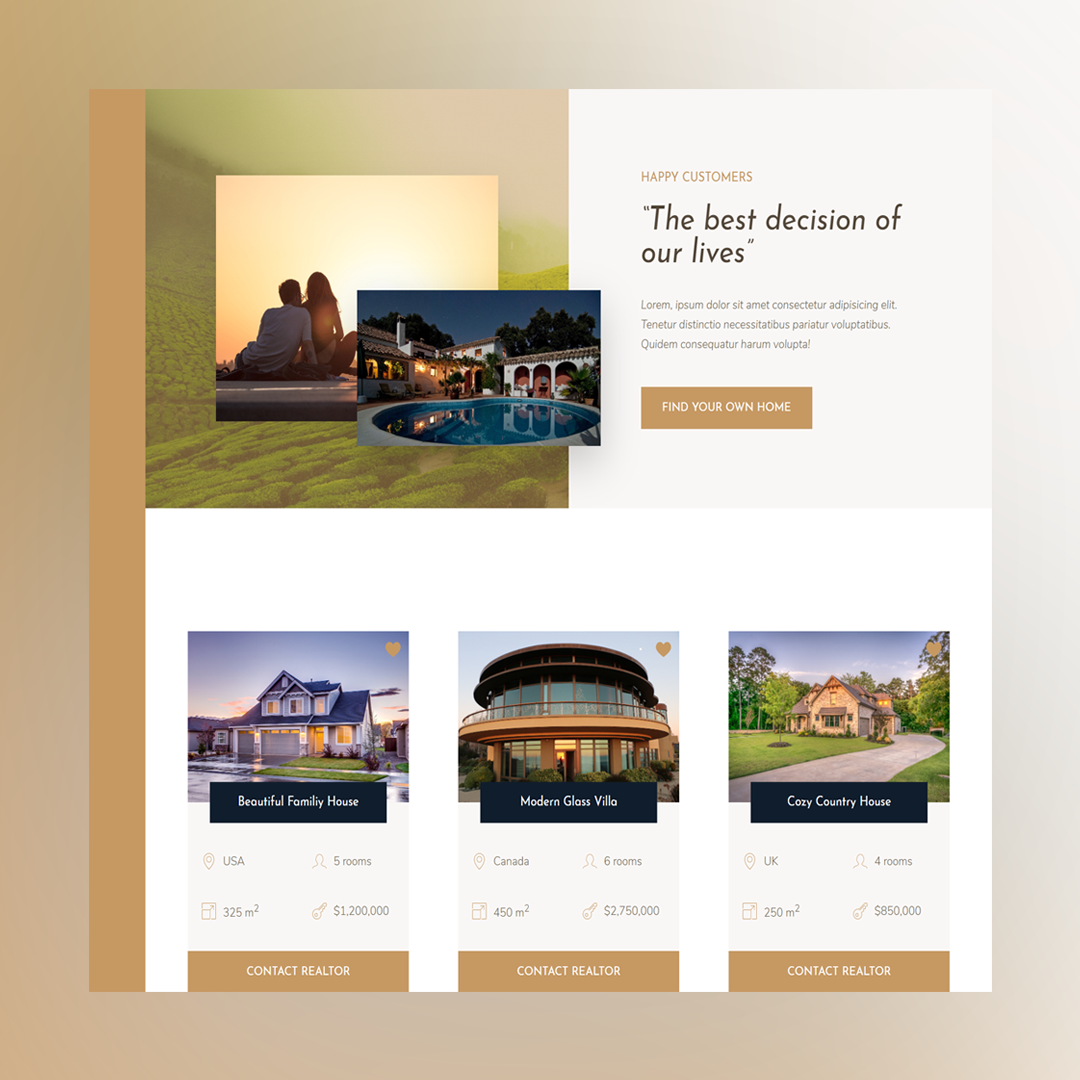 HAPPY CUSTOMERS
“The best decision of
our lives”
Lorem, ipsum dolor sit amet consectetur adipisicing elit.
Tenetur distinctio necessitatibus pariatur voluptatibus.
Quidem consequatur harum volupta!
FIND YOUR OWN HOME
Beautiful Familiy House
USA
5 rooms
325 m²
$1,200,000
CONTACT REALTOR
Modern Glass Villa
Canada
6 rooms
450 m²
$2,750,000
CONTACT REALTOR
Cozy Country House
UK
4 rooms
250 m²
$850,000
CONTACT REALTOR